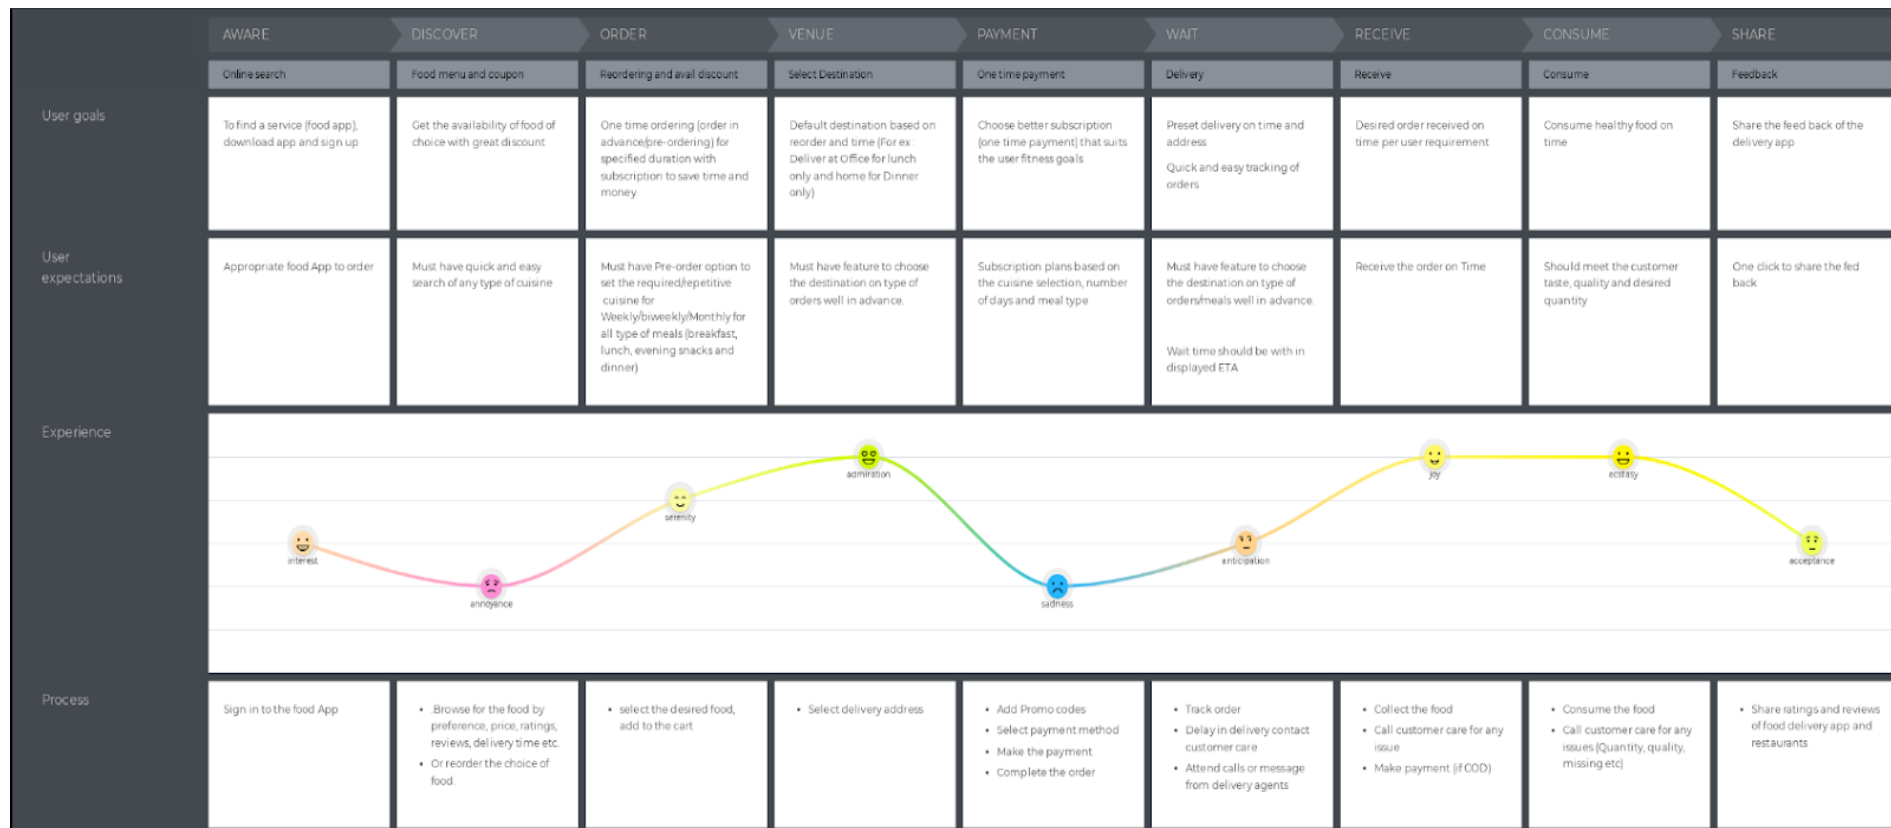 AWARE
DISCOVER
ORDER
VENUE
PAYMENT
WAIT
RECEIVE
CONSUME
SHARE
Online search
Food menu and coupon
Reordering and avail discount
Select Destination
One time payment
Delivery
Receive
Consume
Feedback
User goals
To find a service (food app),
download app and sign up
Get the availability of food of
choice with great discount
One time ordering (order in
advance/pre-ordering) for
specified duration with
subscription to save time and
money.
Default destination based on
reorder and time (For ex :
Deliver at Office for lunch
only and home for Dinner
only)
Choose better subscription
(one time payment) that suits
the user fitness goals
Preset delivery on time and
address
Quick and easy tracking of
orders
Desired order received on
time per user requirement
Consume healthy food on
time
Share the feed back of the
delivery app
User
expectations
Appropriate food App to order
Must have quick and easy
search of any type of cuisine
Must have Pre-order option to
set the required/repetitive
cuisine for
Weekly/biweekly/Monthly for
all type of meals (breakfast,
lunch, evening snacks and
dinner)
Must have feature to choose
the destination on type of
orders well in advance.
Subscription plans based on
the cuisine selection, number
of days and meal type
Must have feature to choose
the destination on type of
orders/meals well in advance.
Wait time should be with in
displayed ETA
Receive the order on Time
Should meet the customer
taste, quality and desired
quantity
One click to share the fed
back
Experience
interest
annoyance
serenity
admiration
sadness
anticipation
joy
ecstasy
acceptance
Process
Sign in to the food App
• .Browse for the food by
preference, price, ratings,
reviews, delivery time etc.
• Or reorder the choice of
food.
• select the desired food,
add to the cart
• Select delivery address
• Add Promo codes
• Select payment method
• Make the payment
• Complete the order
• Track order
• Delay in delivery contact
customer care
• Attend calls or message
from delivery agents
• Collect the food
• Call customer care for any
issue
• Make payment (if COD)
• Consume the food
• Call customer care for any
issues (Quantity, quality,
missing etc)
• Share ratings and reviews
of food delivery app and
restaurants